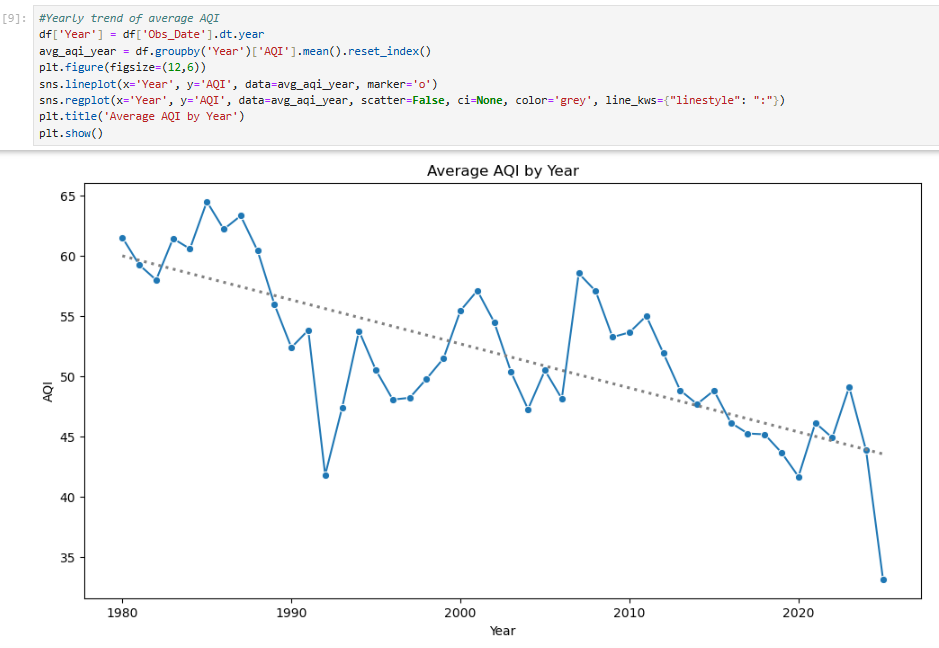 [9]: #Yearly trend of average AQI
df['Year'] = df['Obs_Date'].dt.year
avg_aqi_year = df.groupby('Year')['AQI'].mean().reset_index()
plt.figure(figsize=(12,6))
sns.lineplot(x='Year', y='AQI', data=avg_aqi_year, marker='o')
sns.regplot(x='Year', y='AQI', data=avg_aqi_year, scatter=False, ci=None, color='grey', line_kws={"linestyle": ":"})
plt.title('Average AQI by Year')
plt.show()
Average AQI by Year
65
60
55
50
AQI
45
40
35
1980 1990 2000 2010 2020
Year